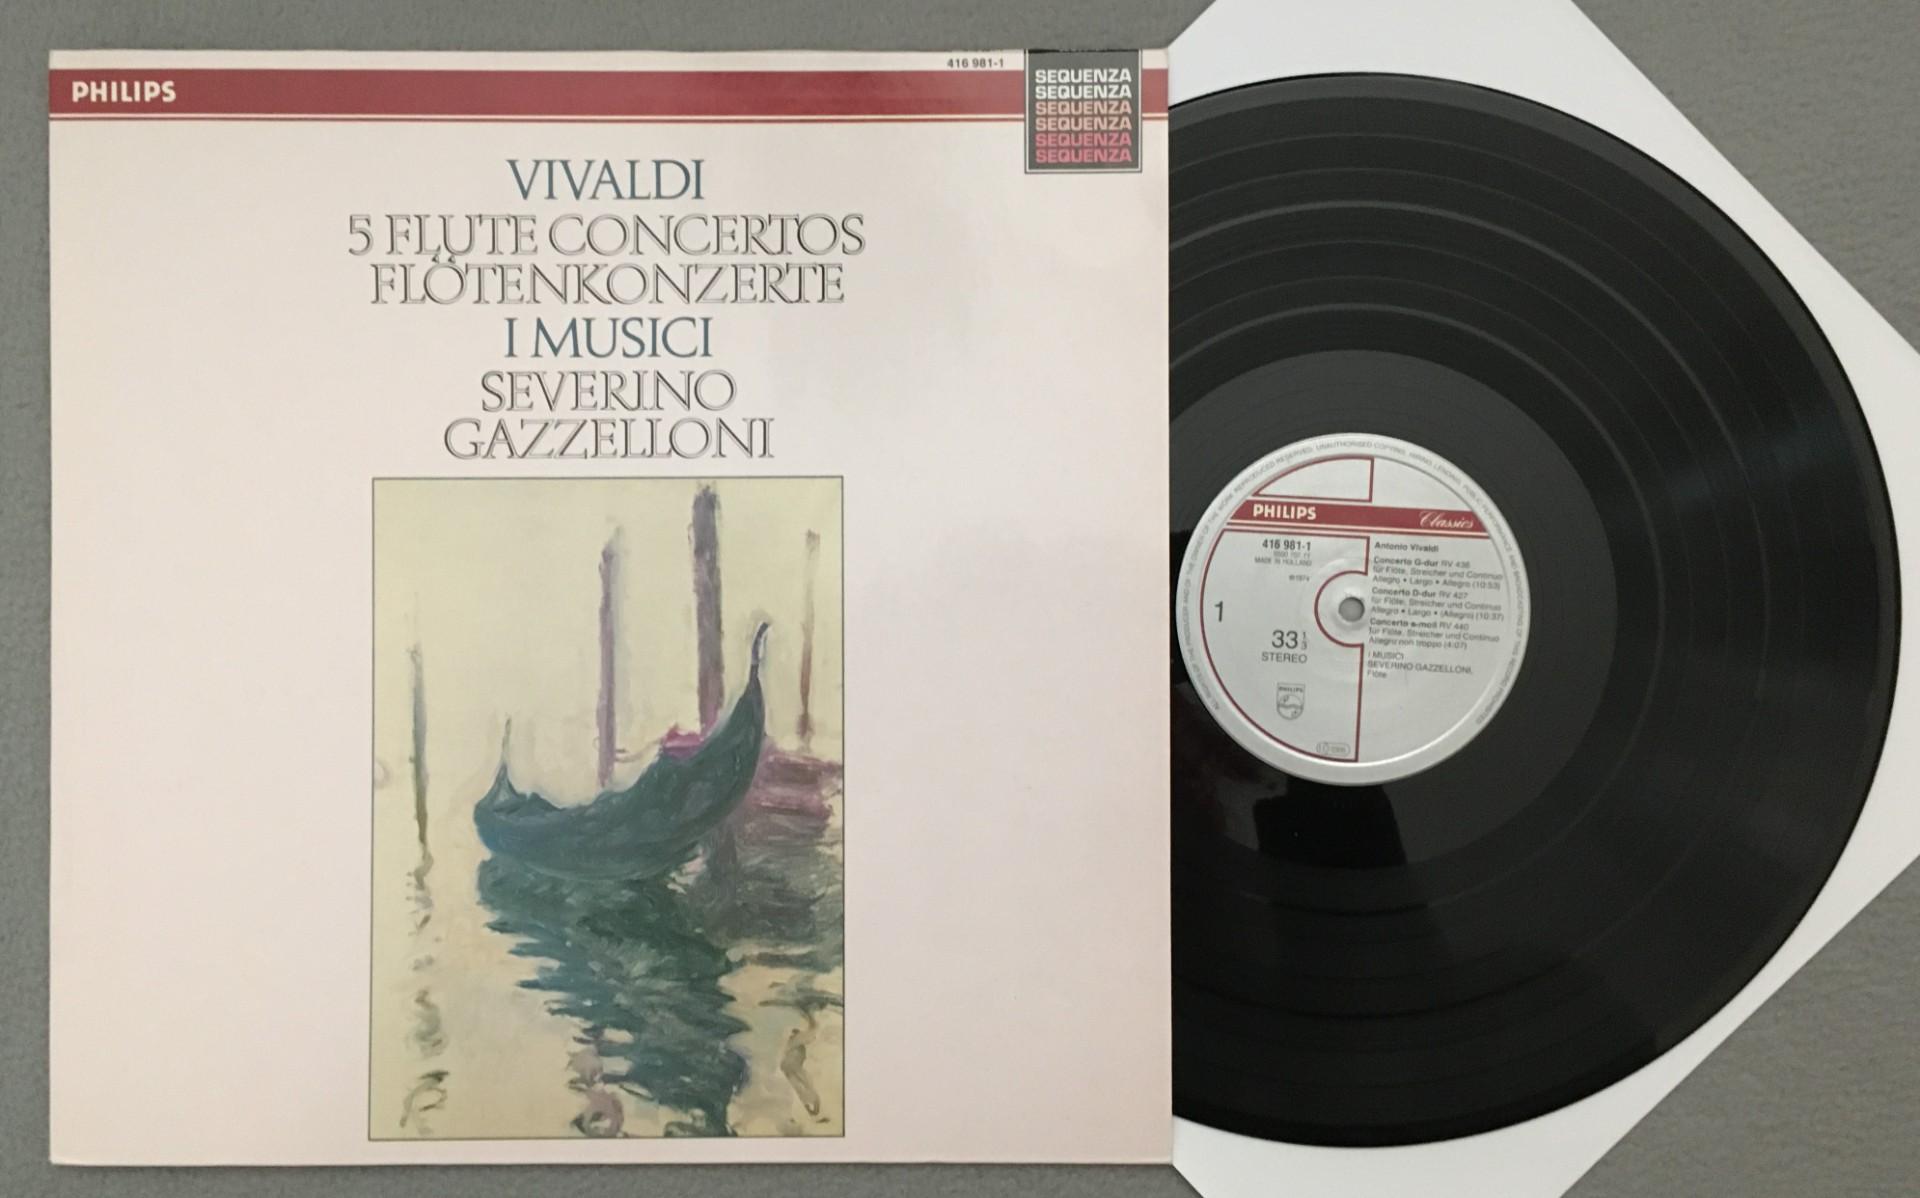 PHILIPS
416 981-1
SEQUENZA
SEQUENZA
SEQUENZA
SEQUENZA
SEQUENZA
SEQUENZA
VIVALDI
5 FLUTE CONCERTOS
FLÖTENKONZERTE
I MUSICI
SEVERINO
GAZZELLONI
PHILIPS
Classics
416 981-1
MADE IN HOLLAND
℗ 1974
1
33 1/3
STEREO
PHILIPS
Antonio Vivaldi
Concerto G-dur RV 436
für Flöte, Streicher und Continuo
Allegro • Largo • Allegro (10:53)
Concerto D-dur RV 427
für Flöte, Streicher und Continuo
Allegro • Largo • (Allegro) (10:37)
Concerto a-moll RV 440
für Flöte, Streicher und Continuo
Allegro non troppo (4:07)
I MUSICI
SEVERINO GAZZELLONI,
Flöte